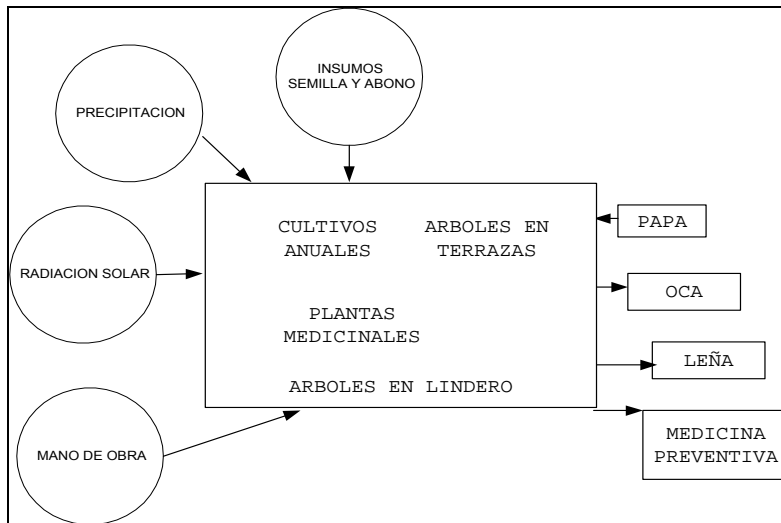 INSUMOS
SEMILLA Y ABONO
PRECIPITACION
RADIACION SOLAR
MANO DE OBRA
CULTIVOS
ANUALES
ARBOLES EN
TERRAZAS
PLANTAS
MEDICINALES
ARBOLES EN LINDERO
PAPA
OCA
LEÑA
MEDICINA
PREVENTIVA